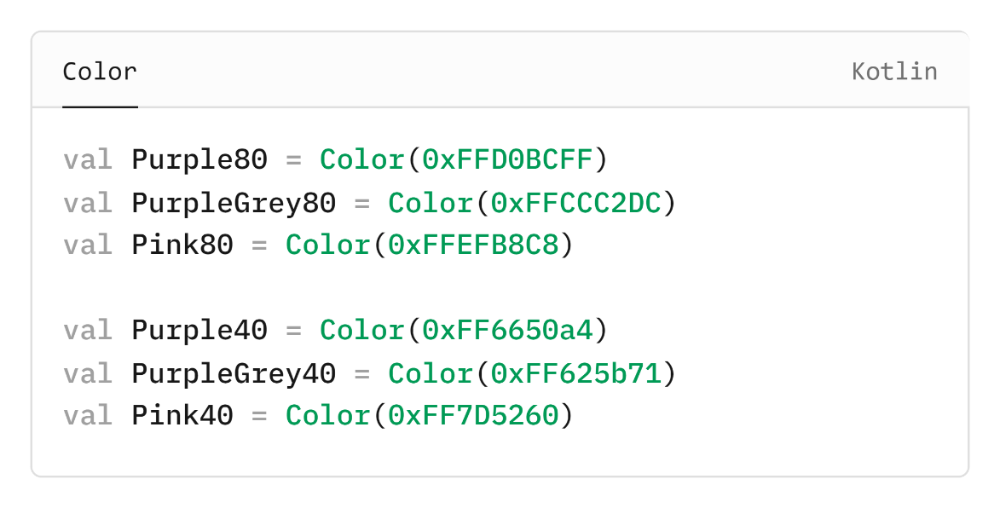 Color
Kotlin
val Purple80 = Color(0xFFD0BCFF)
val PurpleGrey80 = Color(0xFFCCC2DC)
val Pink80 = Color(0xFFEFB8C8)
val Purple40 = Color(0xFF6650a4)
val PurpleGrey40 = Color(0xFF625b71)
val Pink40 = Color(0xFF7D5260)